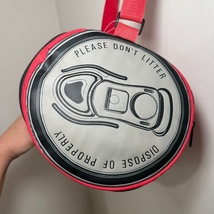 PLEASE DON'T LITTER
DISPOSE OF PROPERLY